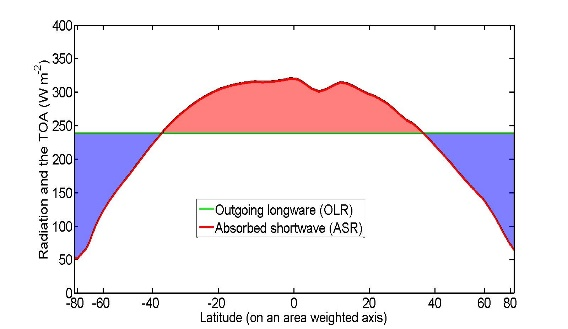 Radiation and the TOA (W m-2)
400
350
300
250
200
150
100
50
0
Outgoing longware (OLR)
Absorbed shortwave (ASR)
-80 -60 -40 -20 0 20 40 60 80
Latitude (on an area weighted axis)